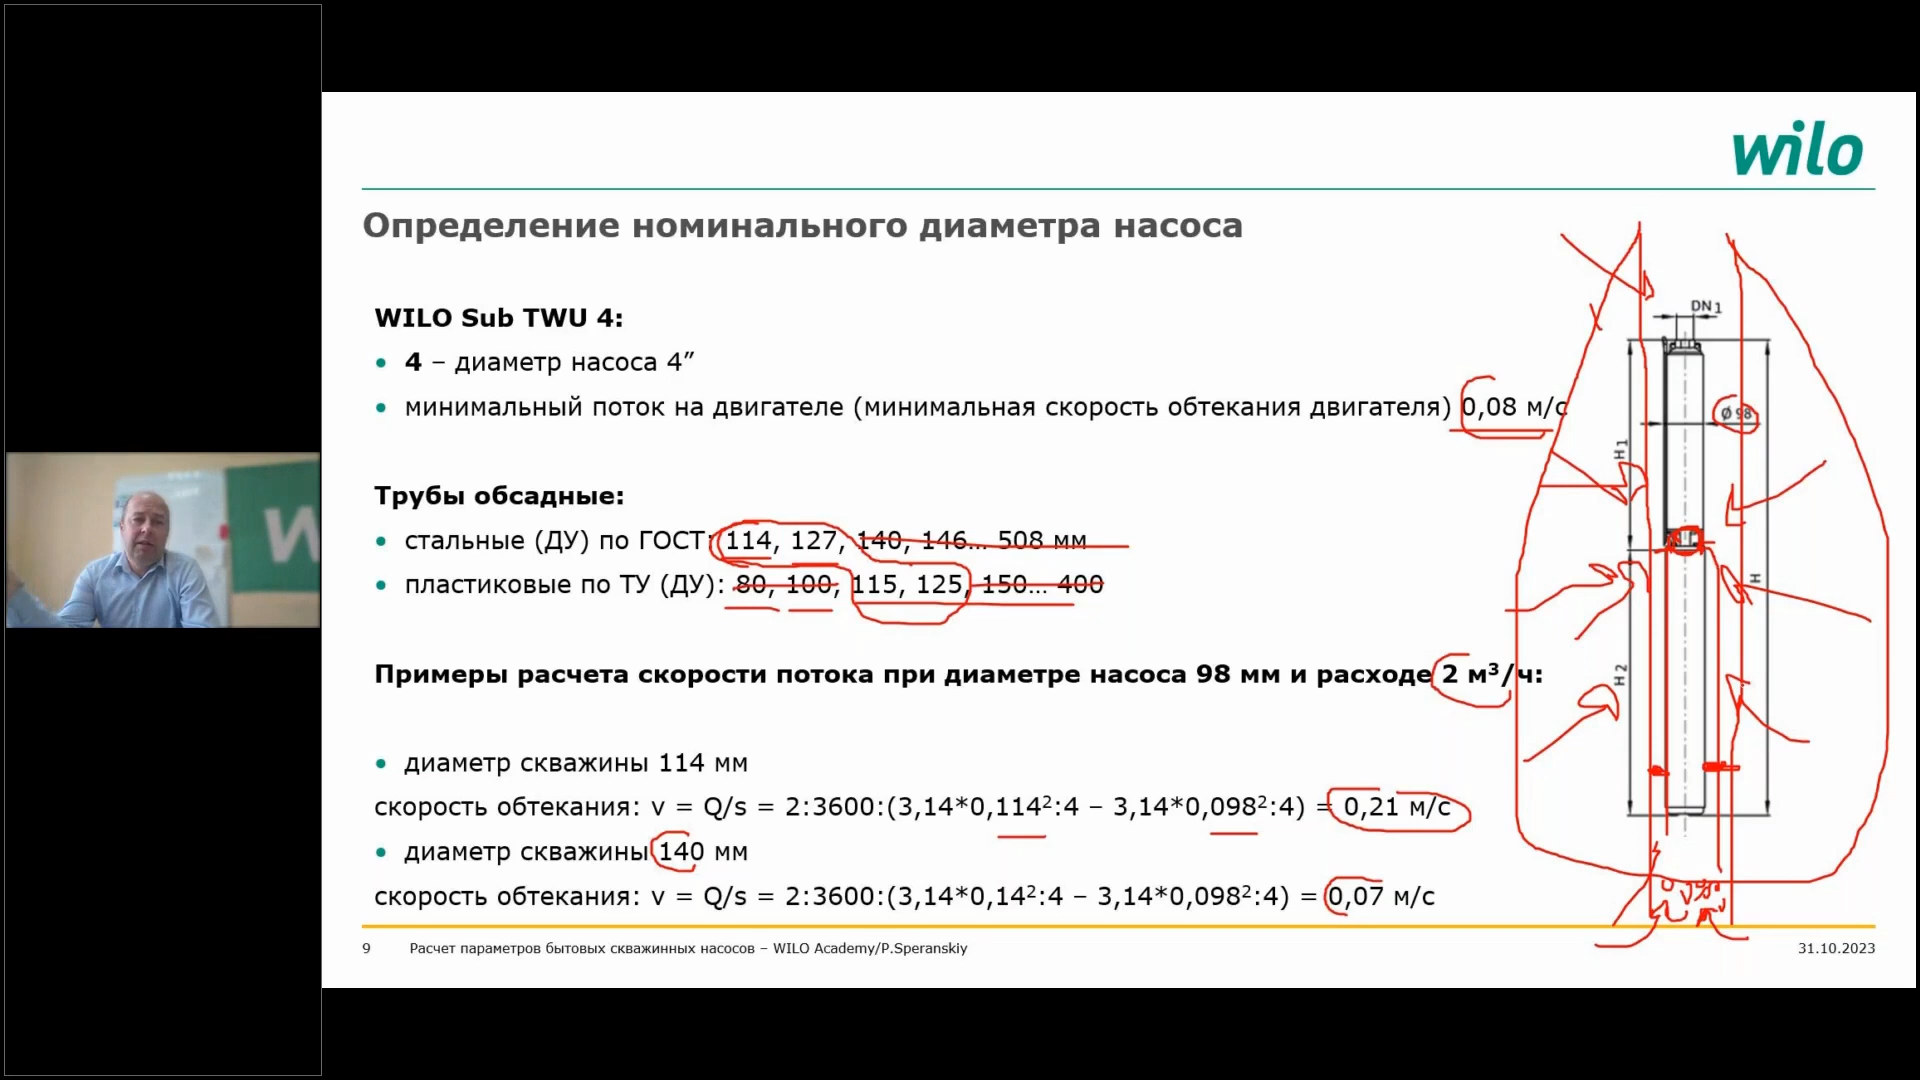 wilo
Определение номинального диаметра насоса
WILO Sub TWU 4:
• 4 – диаметр насоса 4”
• минимальный поток на двигателе (минимальная скорость обтекания двигателя) 0,08 м/с
Трубы обсадные:
• стальные (ДУ) по ГОСТ: 114, 127, 140, 146… 508 мм
• пластиковые по ТУ (ДУ): 80, 100, 115, 125, 150… 400
Примеры расчета скорости потока при диаметре насоса 98 мм и расходе 2 м³/ч:
• диаметр скважины 114 мм
скорость обтекания: v = Q/s = 2:3600:(3,14*0,114²:4 – 3,14*0,098²:4) = 0,21 м/с
• диаметр скважины 140 мм
скорость обтекания: v = Q/s = 2:3600:(3,14*0,14²:4 – 3,14*0,098²:4) = 0,07 м/с
DN 1
Ø 98
H 1
H
H 2
9 Расчет параметров бытовых скважинных насосов – WILO Academy/P.Speranskiy 31.10.2023
W